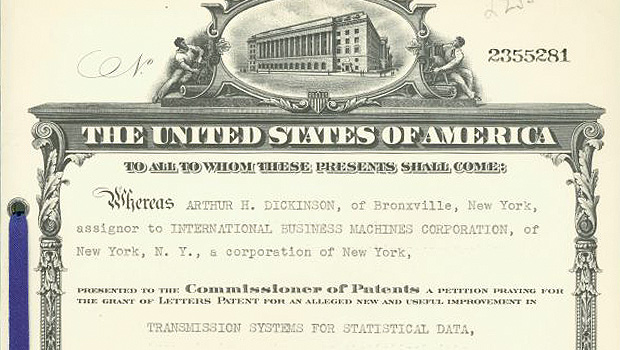 No
2355281
THE UNITED STATES OF AMERICA
TO ALL TO WHOM THESE PRESENTS SHALL COME:
Whereas ARTHUR H. DICKINSON, of Bronxville, New York,
assignor to INTERNATIONAL BUSINESS MACHINES CORPORATION, of
New York, N. Y., a corporation of New York,
PRESENTED TO THE Commissioner of Patents A PETITION PRAYING FOR
THE GRANT OF LETTERS PATENT FOR AN ALLEGED NEW AND USEFUL IMPROVEMENT IN
TRANSMISSION SYSTEMS FOR STATISTICAL DATA,